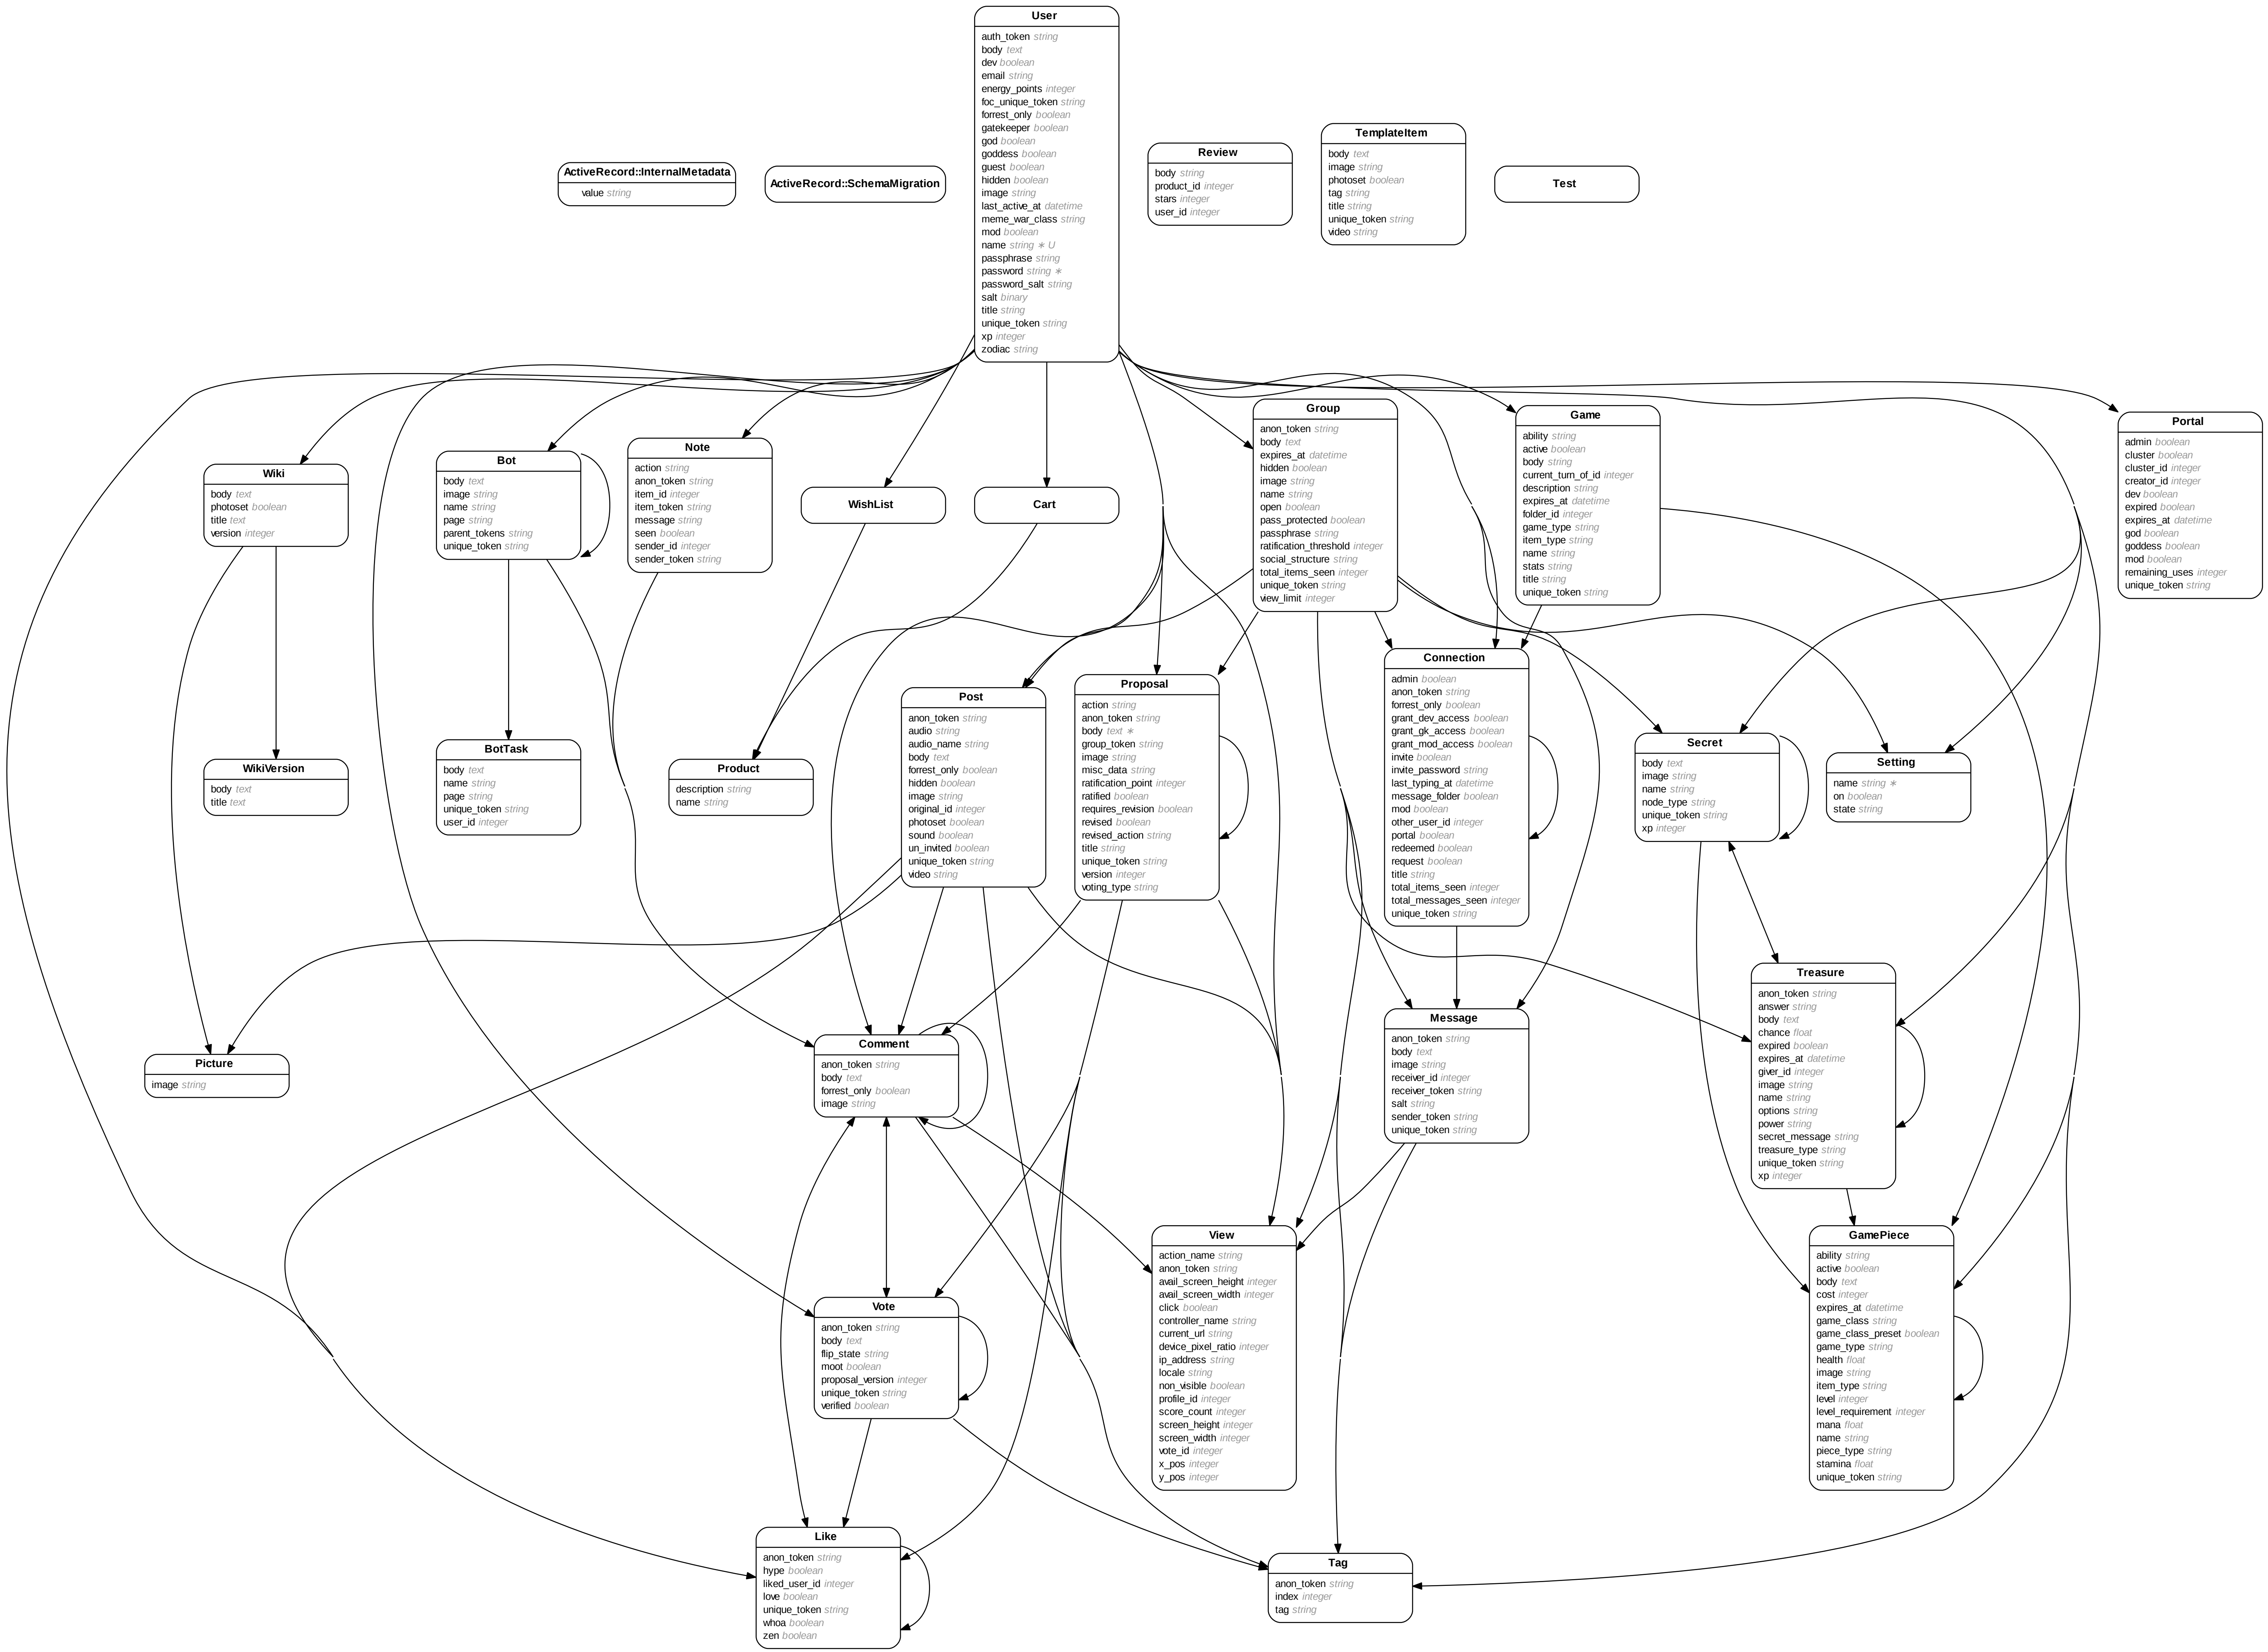 User
auth_token string
body text
dev boolean
email string
energy_points integer
foc_unique_token string
forrest_only boolean
gatekeeper boolean
god boolean
goddess boolean
guest boolean
hidden boolean
image string
last_active_at datetime
meme_war_class string
mod boolean
name string ∗ U
passphrase string
password string ∗
password_salt string
salt binary
title string
unique_token string
xp integer
zodiac string
ActiveRecord::InternalMetadata
value string
ActiveRecord::SchemaMigration
Review
body string
product_id integer
stars integer
user_id integer
TemplateItem
body text
image string
photoset boolean
tag string
title string
unique_token string
video string
Test
Group
anon_token string
body text
expires_at datetime
hidden boolean
image string
name string
open boolean
pass_protected boolean
passphrase string
ratification_threshold integer
social_structure string
total_items_seen integer
unique_token string
view_limit integer
Game
ability string
active boolean
body string
current_turn_of_id integer
description string
expires_at datetime
folder_id integer
game_type string
item_type string
name string
stats string
title string
unique_token string
Portal
admin boolean
cluster boolean
cluster_id integer
creator_id integer
dev boolean
expired boolean
expires_at datetime
god boolean
goddess boolean
mod boolean
remaining_uses integer
unique_token string
Wiki
body text
photoset boolean
title text
version integer
Bot
body text
image string
name string
page string
parent_tokens string
unique_token string
Note
action string
anon_token string
item_id integer
item_token string
message string
seen boolean
sender_id integer
sender_token string
WishList
Cart
Post
anon_token string
audio string
audio_name string
body text
forrest_only boolean
hidden boolean
image string
original_id integer
photoset boolean
sound boolean
un_invited boolean
unique_token string
video string
Proposal
action string
anon_token string
body text ∗
group_token string
image string
misc_data string
ratification_point integer
ratified boolean
requires_revision boolean
revised boolean
revised_action string
title string
unique_token string
version integer
voting_type string
Connection
admin boolean
anon_token string
forrest_only boolean
grant_dev_access boolean
grant_gk_access boolean
grant_mod_access boolean
invite boolean
invite_password string
last_typing_at datetime
message_folder boolean
mod boolean
other_user_id integer
portal boolean
redeemed boolean
request boolean
title string
total_items_seen integer
total_messages_seen integer
unique_token string
Secret
body text
image string
name string
node_type string
unique_token string
xp integer
Setting
name string ∗
on boolean
state string
WikiVersion
body text
title text
BotTask
body text
name string
page string
unique_token string
user_id integer
Product
description string
name string
Treasure
anon_token string
answer string
body text
chance float
expired boolean
expires_at datetime
giver_id integer
image string
name string
options string
power string
secret_message string
treasure_type string
unique_token string
xp integer
Message
anon_token string
body text
image string
receiver_id integer
receiver_token string
salt string
sender_token string
unique_token string
Comment
anon_token string
body text
forrest_only boolean
image string
Picture
image string
View
action_name string
anon_token string
avail_screen_height integer
avail_screen_width integer
click boolean
controller_name string
current_url string
device_pixel_ratio integer
ip_address string
locale string
non_visible boolean
profile_id integer
score_count integer
screen_height integer
screen_width integer
vote_id integer
x_pos integer
y_pos integer
GamePiece
ability string
active boolean
body text
cost integer
expires_at datetime
game_class string
game_class_preset boolean
game_type string
health float
image string
item_type string
level integer
level_requirement integer
mana float
name string
piece_type string
stamina float
unique_token string
Vote
anon_token string
body text
flip_state string
moot boolean
proposal_version integer
unique_token string
verified boolean
Like
anon_token string
hype boolean
liked_user_id integer
love boolean
unique_token string
whoa boolean
zen boolean
Tag
anon_token string
index integer
tag string